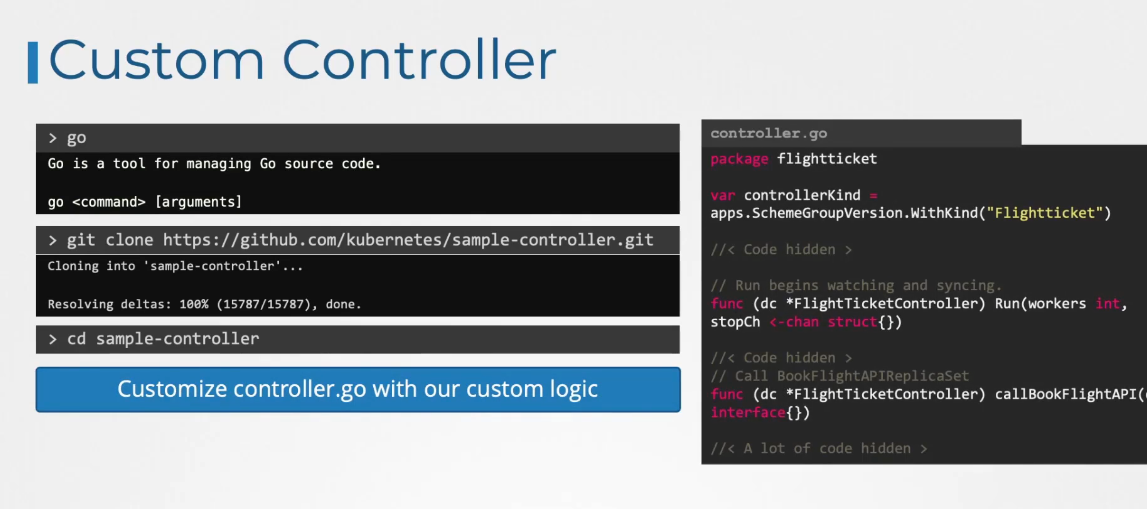 Custom Controller
> go
Go is a tool for managing Go source code.
go <command> [arguments]
> git clone https://github.com/kubernetes/sample-controller.git
Cloning into 'sample-controller'...
Resolving deltas: 100% (15787/15787), done.
> cd sample-controller
Customize controller.go with our custom logic
controller.go
package flightticket
var controllerKind =
apps.SchemeGroupVersion.WithKind("Flightticket")
//< Code hidden >
// Run begins watching and syncing.
func (dc *FlightTicketController) Run(workers int,
stopCh <-chan struct{})
//< Code hidden >
// Call BookFlightAPIReplicaSet
func (dc *FlightTicketController) callBookFlightAPI(
interface{})
//< A lot of code hidden >